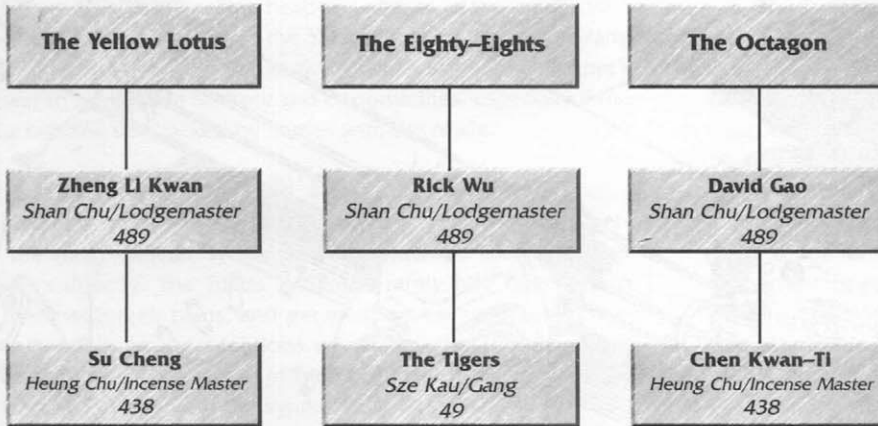 The Yellow Lotus
The Eighty–Eights
The Octagon
Zheng Li Kwan
Shan Chu/Lodgemaster
489
Rick Wu
Shan Chu/Lodgemaster
489
David Gao
Shan Chu/Lodgemaster
489
Su Cheng
Heung Chu/Incense Master
438
The Tigers
Sze Kau/Gang
49
Chen Kwan–Ti
Heung Chu/Incense Master
438